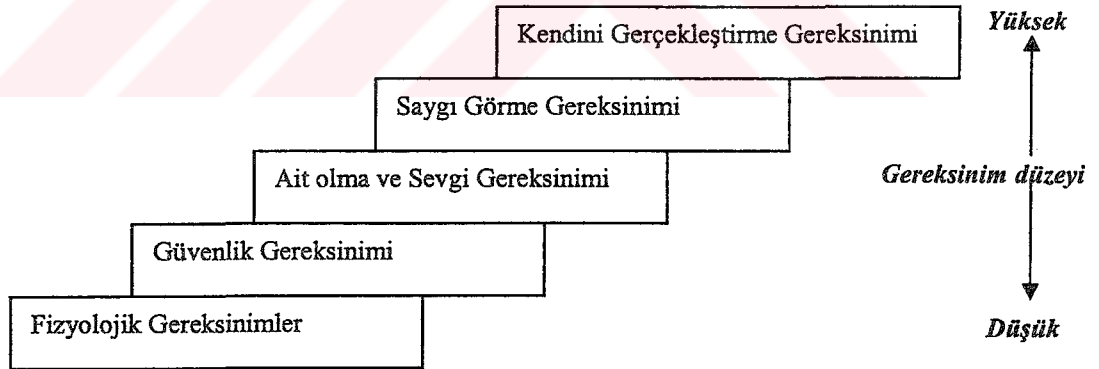 Kendini Gerçekleştirme Gereksinimi
Yüksek
Saygı Görme Gereksinimi
Ait olma ve Sevgi Gereksinimi
Gereksinim düzeyi
Güvenlik Gereksinimi
Fizyolojik Gereksinimler
Düşük